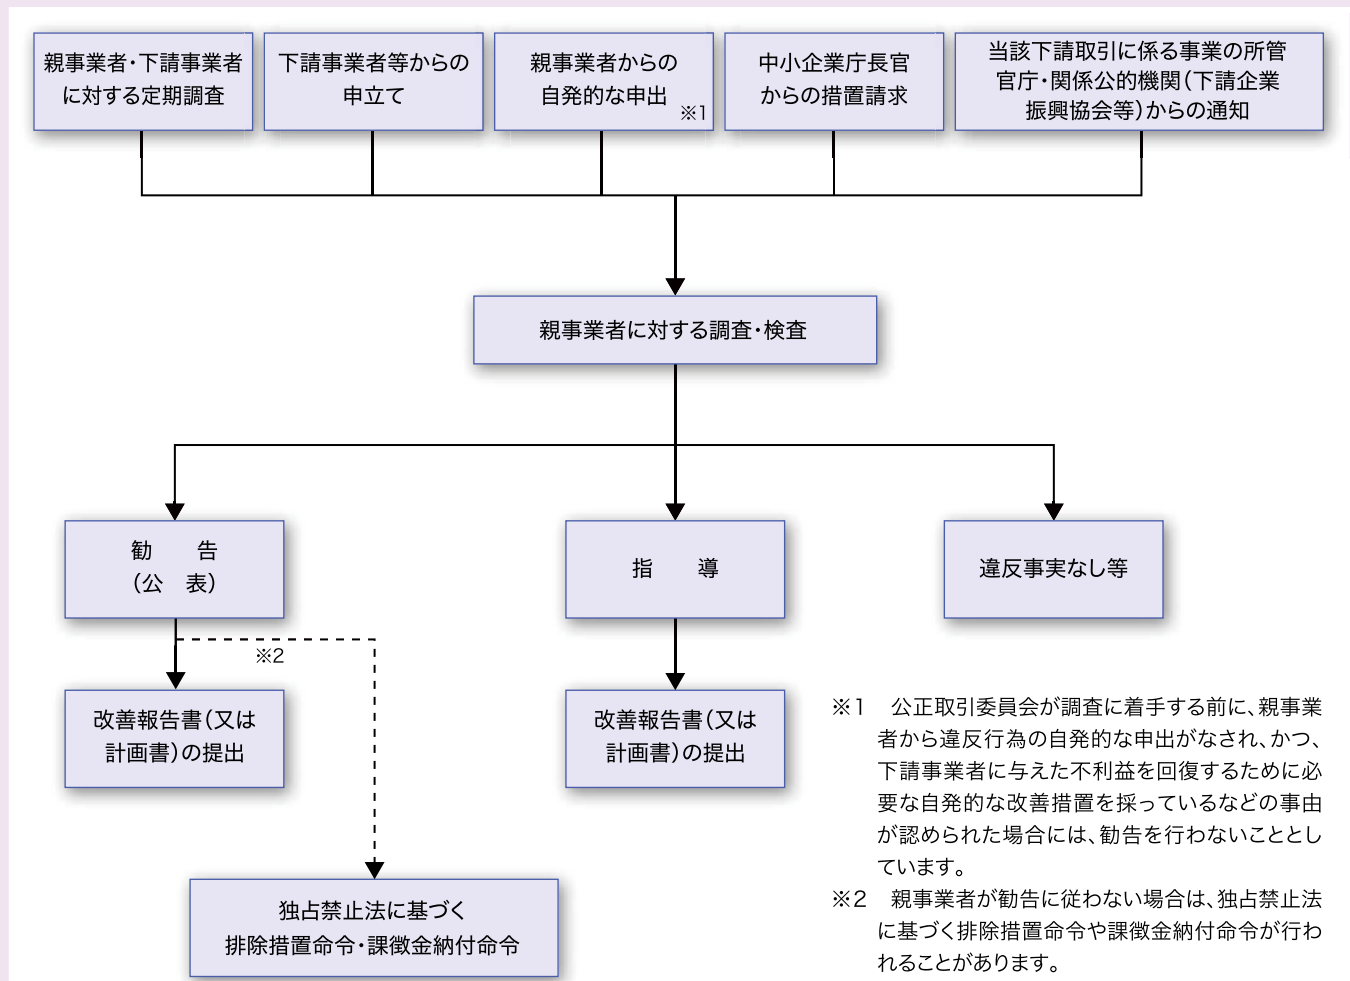 親事業者・下請事業者
に対する定期調査
下請事業者等からの
申立て
親事業者からの
自発的な申出
※1
中小企業庁長官
からの措置請求
当該下請取引に係る事業の所管
官庁・関係公的機関(下請企業
振興協会等)からの通知
親事業者に対する調査・検査
勧　　告
(公　表)
指　　導
違反事実なし等
※2
改善報告書(又は
計画書)の提出
改善報告書(又は
計画書)の提出
独占禁止法に基づく
排除措置命令・課徴金納付命令
※1　公正取引委員会が調査に着手する前に、親事業
者から違反行為の自発的な申出がなされ、かつ、
下請事業者に与えた不利益を回復するために必
要な自発的な改善措置を採っているなどの事由
が認められた場合には、勧告を行わないこととし
ています。
※2　親事業者が勧告に従わない場合は、独占禁止法
に基づく排除措置命令や課徴金納付命令が行わ
れることがあります。